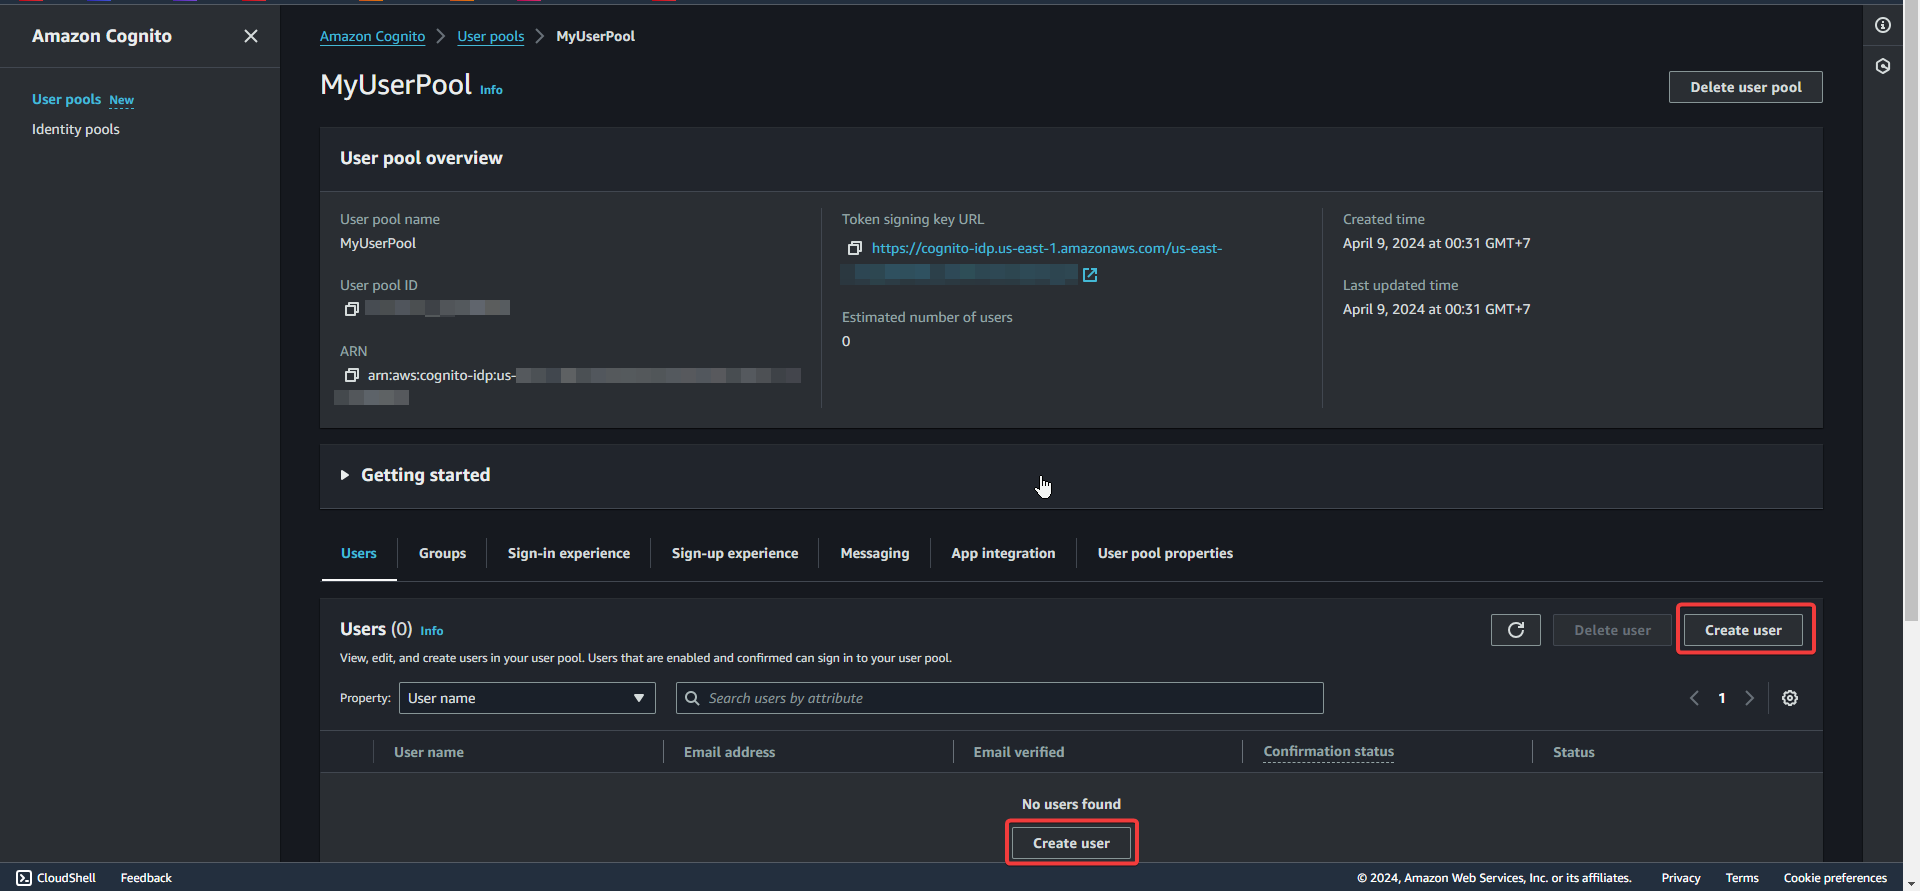 Amazon Cognito
User pools New
Identity pools
Amazon Cognito > User pools > MyUserPool
MyUserPool Info
Delete user pool
User pool overview
User pool name
MyUserPool
User pool ID
ARN
arn:aws:cognito-idp:us-
Token signing key URL
https://cognito-idp.us-east-1.amazonaws.com/us-east-
Estimated number of users
0
Created time
April 9, 2024 at 00:31 GMT+7
Last updated time
April 9, 2024 at 00:31 GMT+7
Getting started
Users Groups Sign-in experience Sign-up experience Messaging App integration User pool properties
Users (0) Info
Delete user Create user
View, edit, and create users in your user pool. Users that are enabled and confirmed can sign in to your user pool.
Property: User name Search users by attribute 1
User name Email address Email verified Confirmation status Status
No users found
Create user
CloudShell Feedback © 2024, Amazon Web Services, Inc. or its affiliates. Privacy Terms Cookie preferences